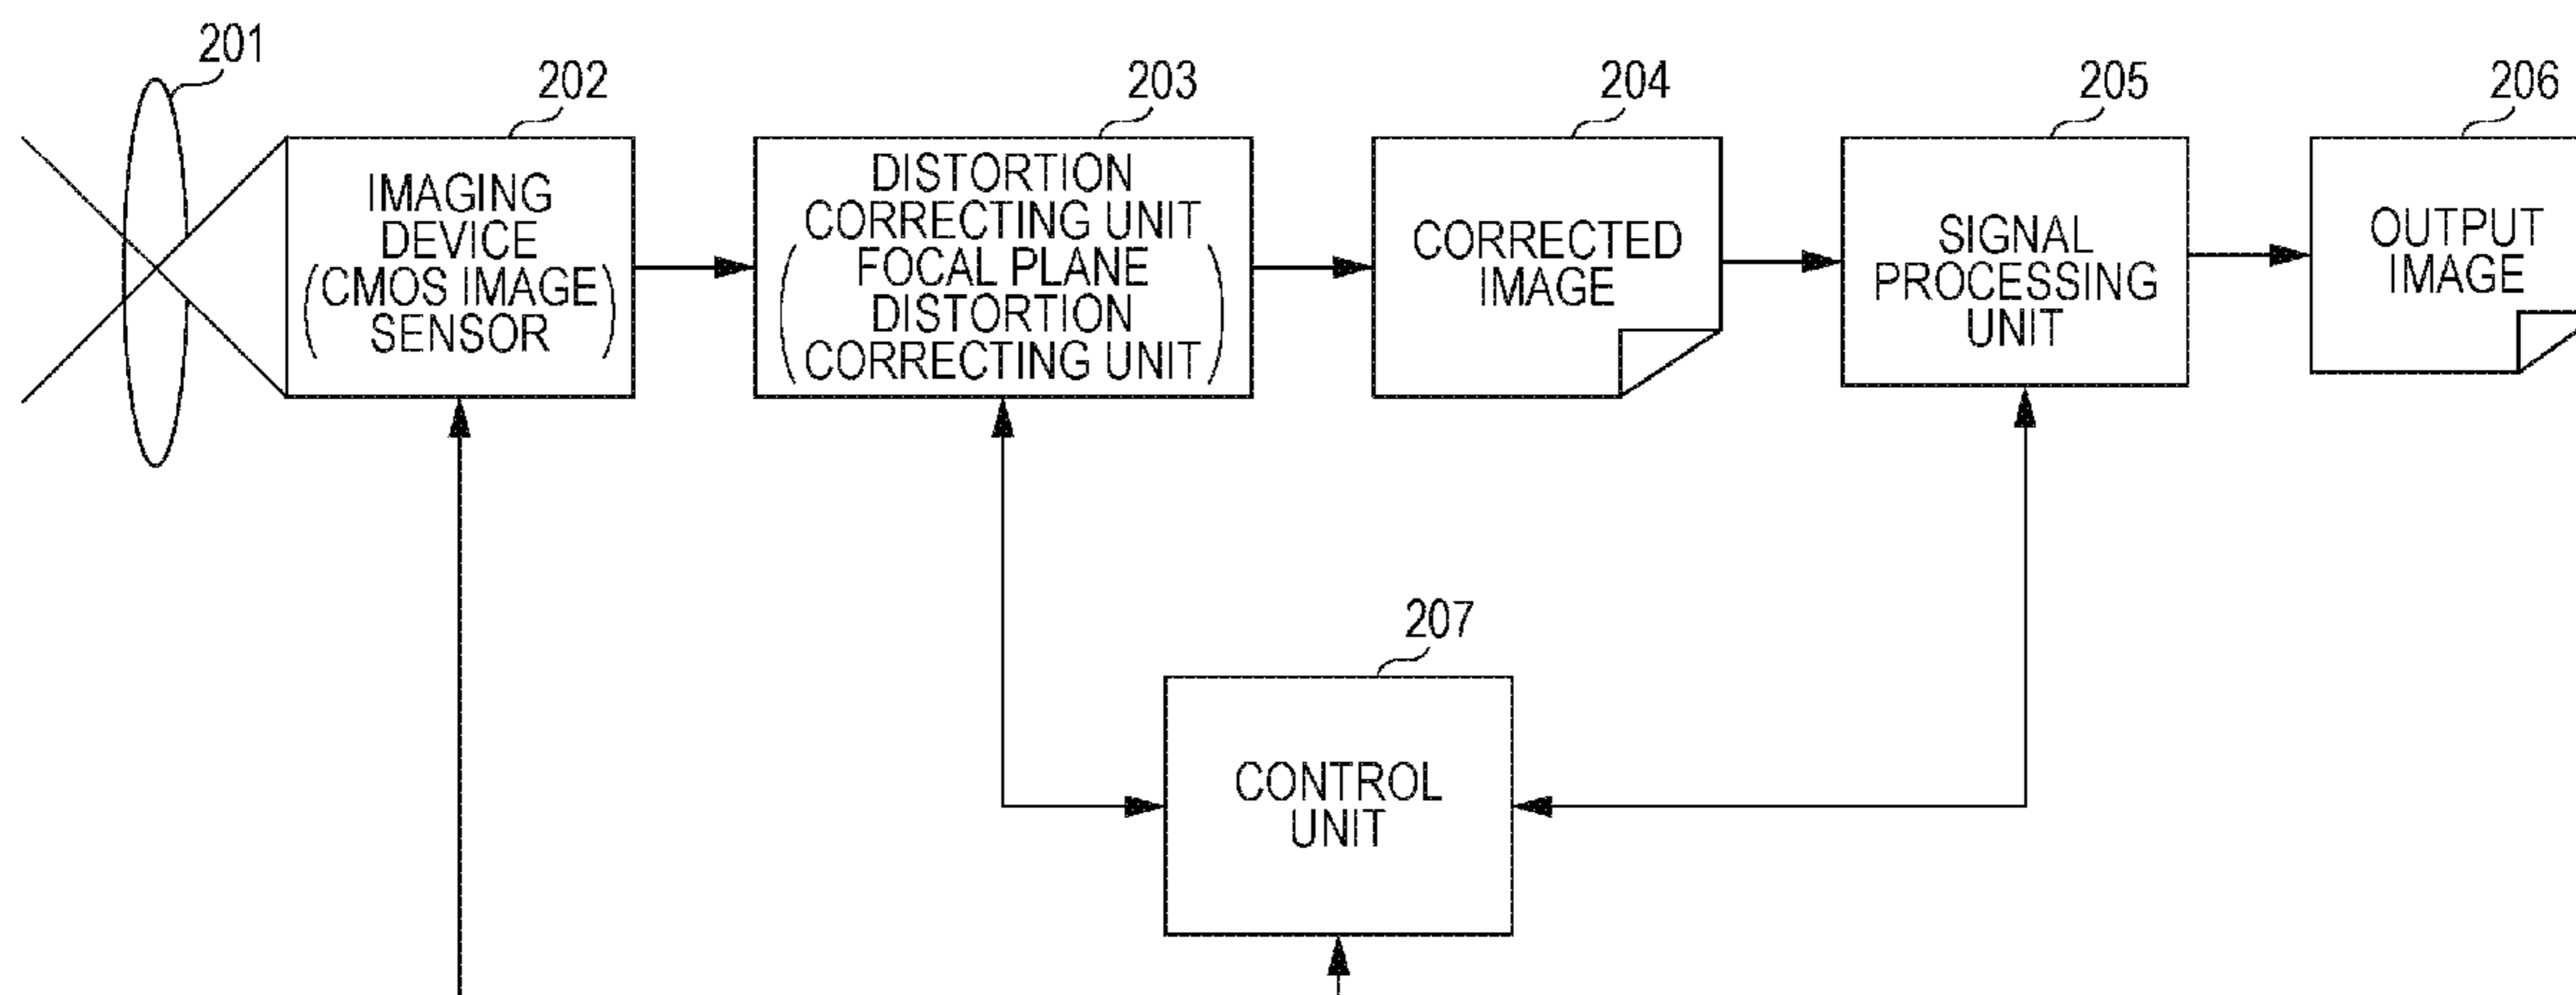 201
202
203
204
205
206
IMAGING
DEVICE
(CMOS IMAGE
SENSOR)
DISTORTION
CORRECTING UNIT
(FOCAL PLANE
DISTORTION
CORRECTING UNIT)
CORRECTED
IMAGE
SIGNAL
PROCESSING
UNIT
OUTPUT
IMAGE
207
CONTROL
UNIT